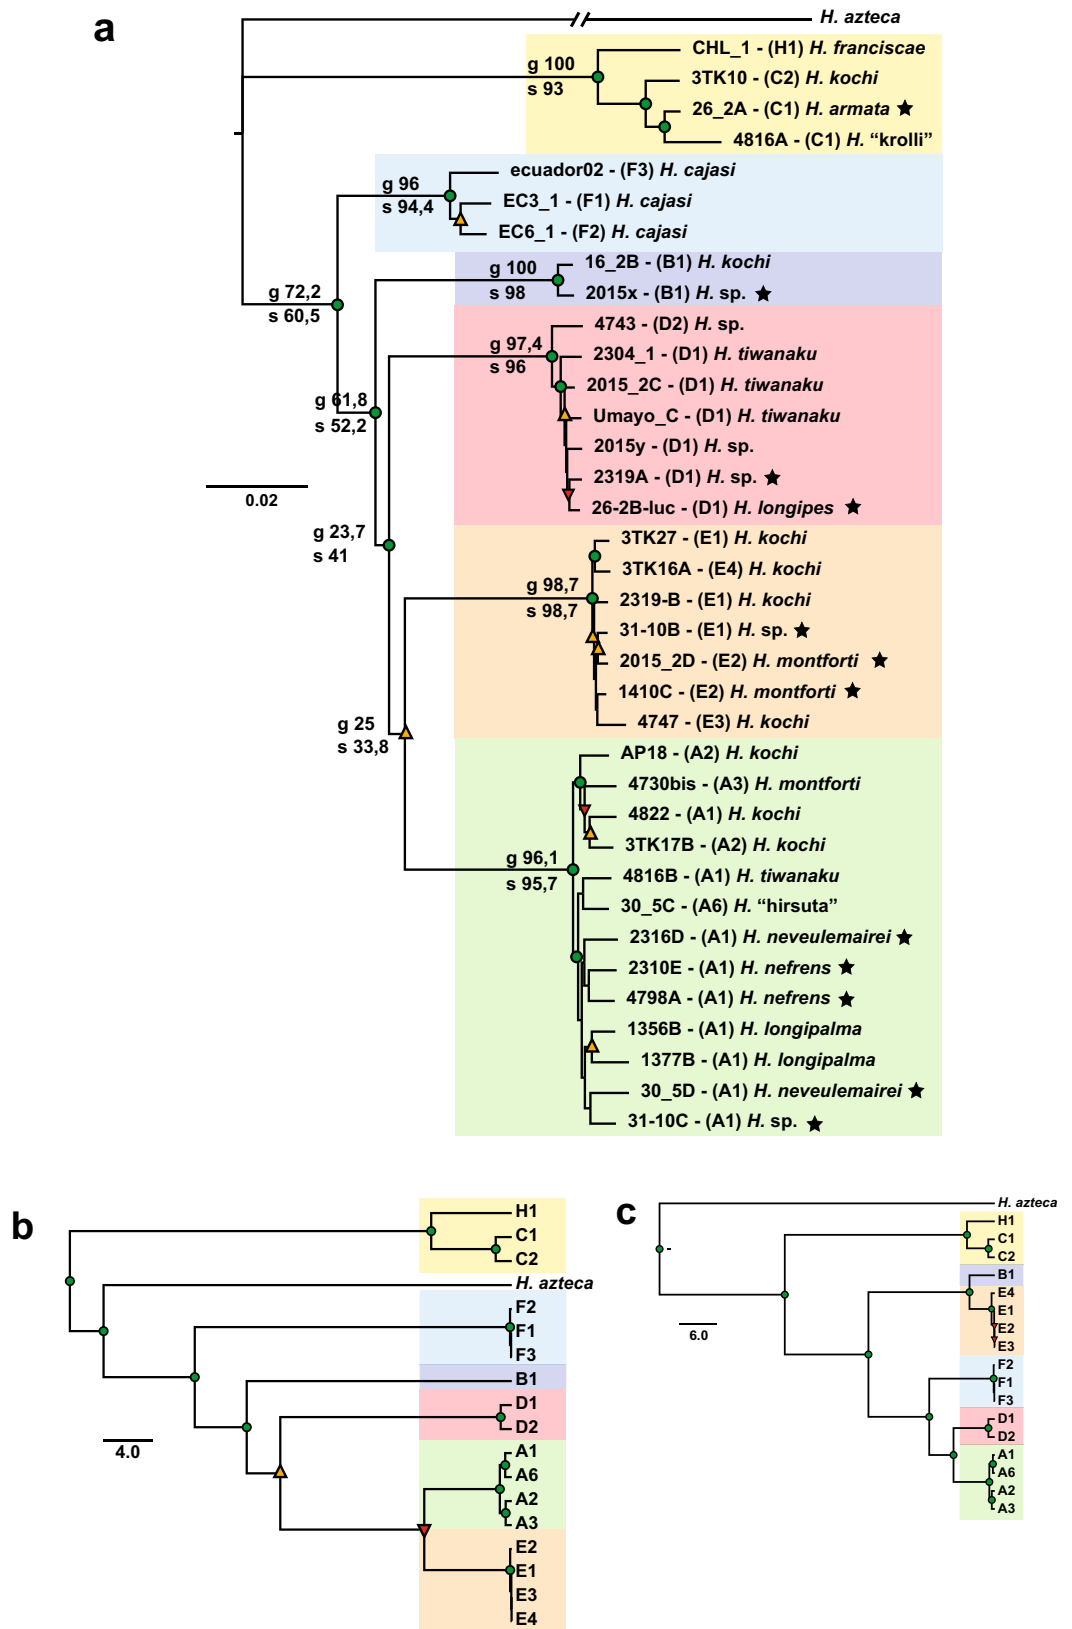 a
H. azteca
CHL_1 - (H1) H. franciscae
g 100
s 93
3TK10 - (C2) H. kochi
26_2A - (C1) H. armata ★
4816A - (C1) H. “krolli”
ecuador02 - (F3) H. cajasi
g 96
s 94,4
EC3_1 - (F1) H. cajasi
EC6_1 - (F2) H. cajasi
16_2B - (B1) H. kochi
g 100
s 98
2015x - (B1) H. sp. ★
g 72,2
s 60,5
4743 - (D2) H. sp.
g 97,4
s 96
2304_1 - (D1) H. tiwanaku
2015_2C - (D1) H. tiwanaku
g 61,8
s 52,2
Umayo_C - (D1) H. tiwanaku
2015y - (D1) H. sp.
2319A - (D1) H. sp. ★
26-2B-luc - (D1) H. longipes ★
0.02
g 23,7
s 41
3TK27 - (E1) H. kochi
3TK16A - (E4) H. kochi
g 98,7
s 98,7
2319-B - (E1) H. kochi
31-10B - (E1) H. sp. ★
2015_2D - (E2) H. montforti ★
1410C - (E2) H. montforti ★
4747 - (E3) H. kochi
g 25
s 33,8
AP18 - (A2) H. kochi
4730bis - (A3) H. montforti
4822 - (A1) H. kochi
3TK17B - (A2) H. kochi
g 96,1
s 95,7
4816B - (A1) H. tiwanaku
30_5C - (A6) H. “hirsuta”
2316D - (A1) H. neveulemairei ★
2310E - (A1) H. nefrens ★
4798A - (A1) H. nefrens ★
1356B - (A1) H. longipalma
1377B - (A1) H. longipalma
30_5D - (A1) H. neveulemairei ★
31-10C - (A1) H. sp. ★
b
H1
C1
C2
H. azteca
F2
F1
F3
B1
D1
D2
4.0
A1
A6
A2
A3
E2
E1
E3
E4
c
H. azteca
H1
C1
C2
B1
E4
E1
E2
E3
6.0
F2
F1
F3
D1
D2
A1
A6
A2
A3